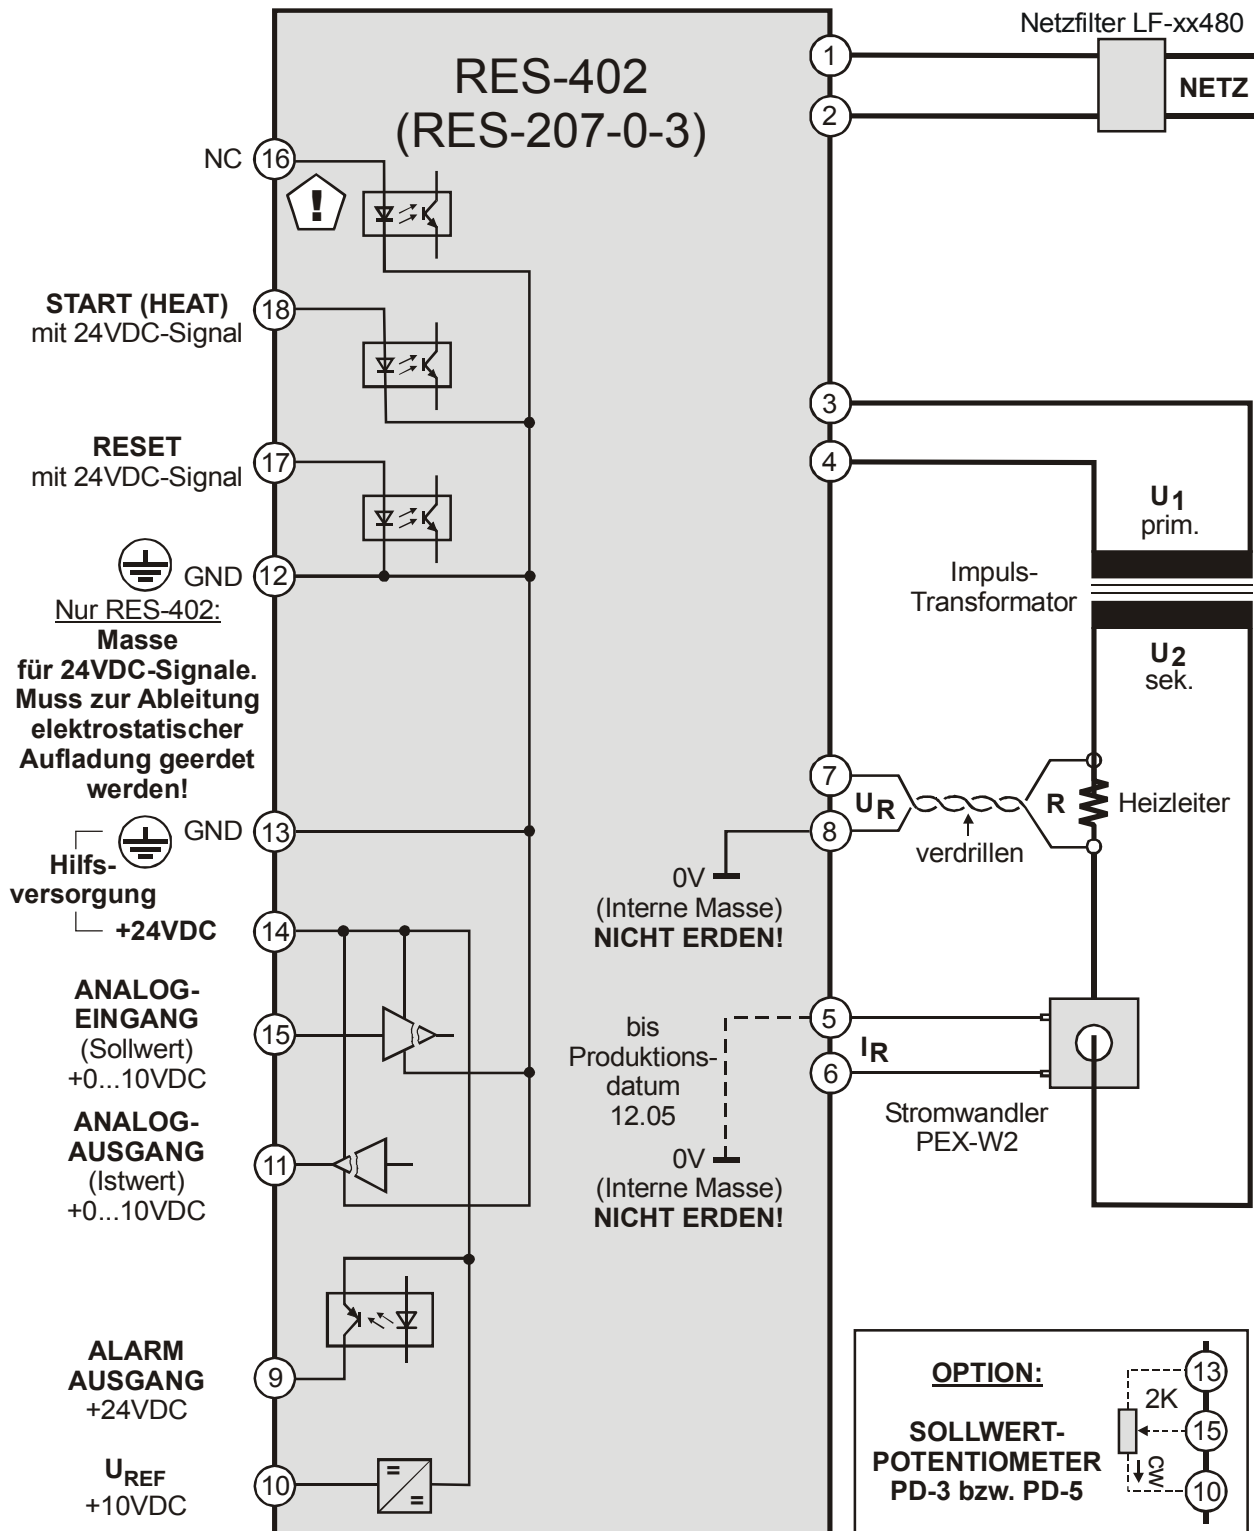 Netzfilter LF-xx480
1
2
NETZ
RES-402
(RES-207-0-3)
NC
16
!
START (HEAT)
mit 24VDC-Signal
18
RESET
mit 24VDC-Signal
17
GND
12
Nur RES-402:
Masse
für 24VDC-Signale.
Muss zur Ableitung
elektrostatischer
Aufladung geerdet
werden!
GND
13
Hilfs-
versorgung
+24VDC
14
ANALOG-
EINGANG
(Sollwert)
+0...10VDC
15
ANALOG-
AUSGANG
(Istwert)
+0...10VDC
11
ALARM
AUSGANG
+24VDC
9
UREF
+10VDC
10
=
=
3
4
U1
prim.
Impuls-
Transformator
U2
sek.
7
8
UR
R
Heizleiter
verdrillen
0V
(Interne Masse)
NICHT ERDEN!
5
6
IR
bis
Produktions-
datum
12.05
0V
(Interne Masse)
NICHT ERDEN!
Stromwandler
PEX-W2
OPTION:
SOLLWERT-
POTENTIOMETER
PD-3 bzw. PD-5
2K
CW
13
15
10